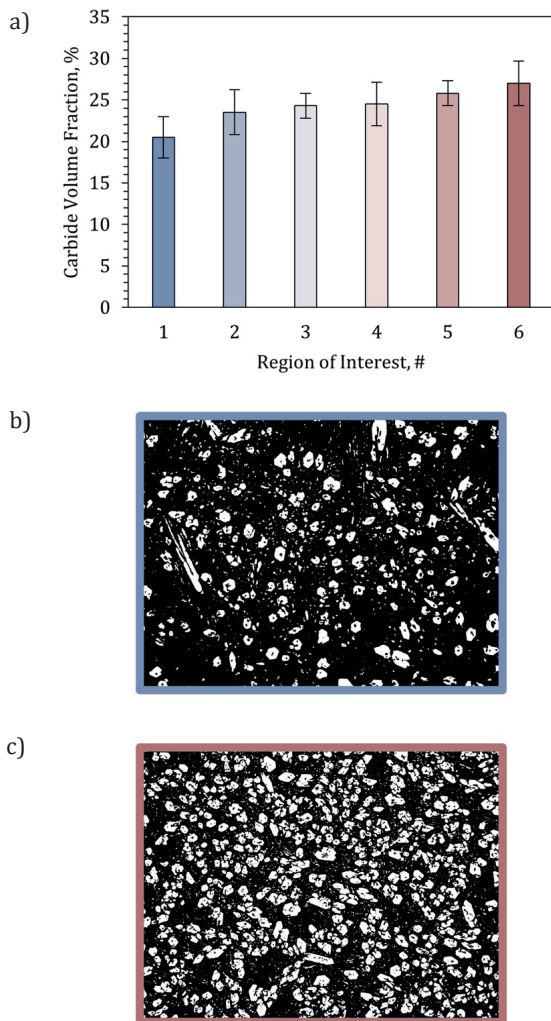 a)
35
30
25
20
15
10
5
0
Carbide Volume Fraction, %
1 2 3 4 5 6
Region of Interest, #
b)
c)